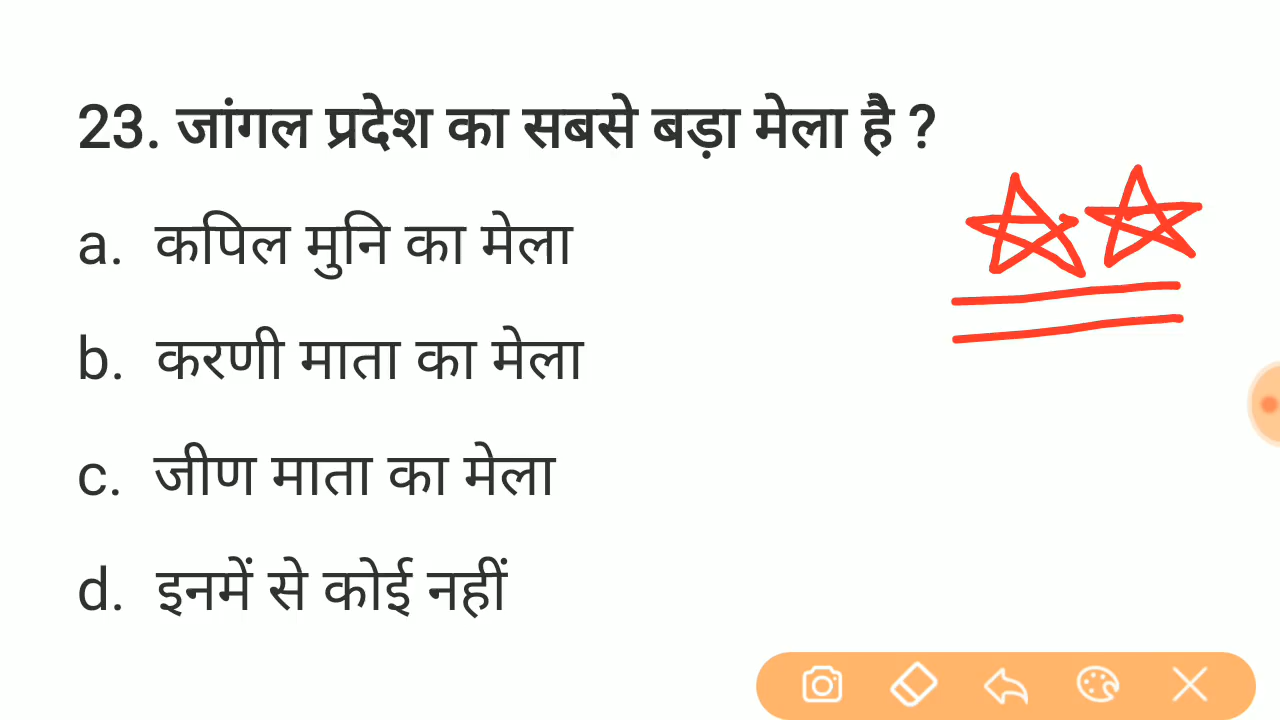 23. जांगल प्रदेश का सबसे बड़ा मेला है ?
a. कपिल मुनि का मेला
b. करणी माता का मेला
c. जीण माता का मेला
d. इनमें से कोई नहीं